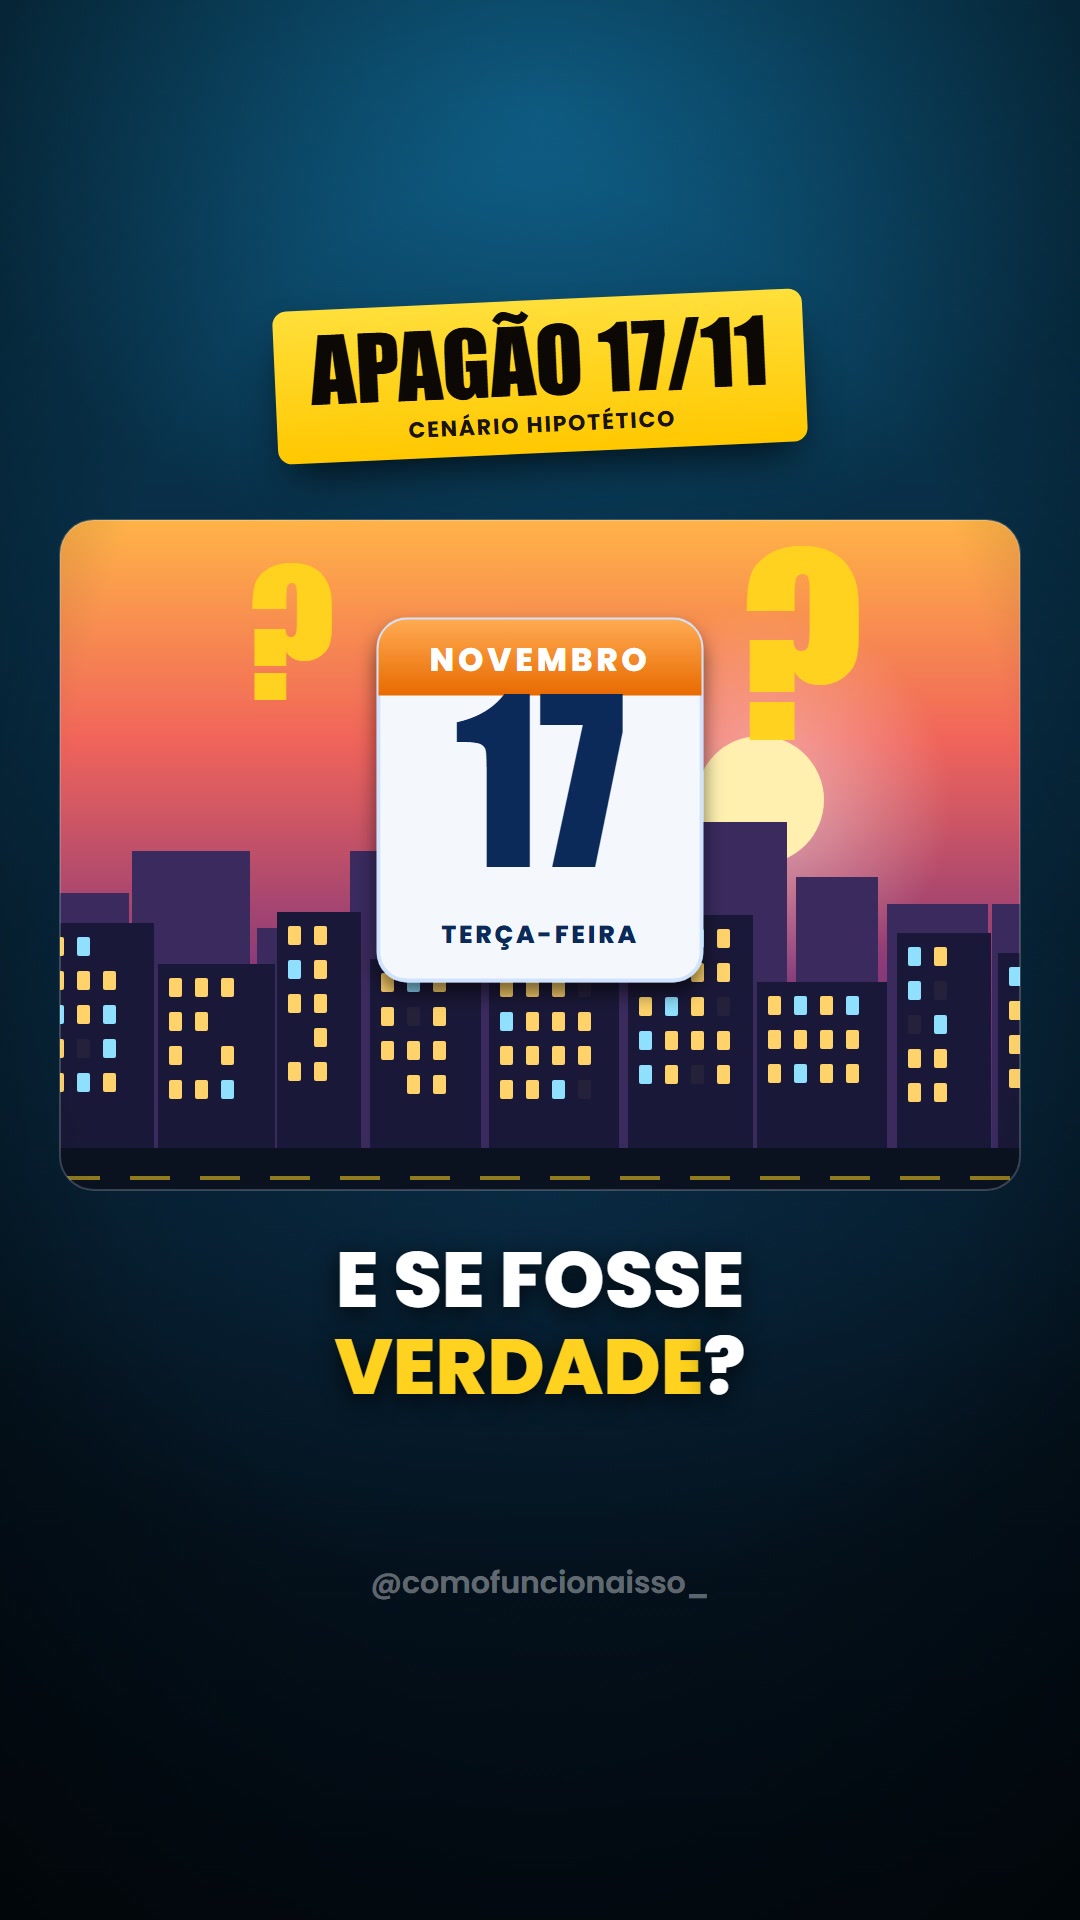 APAGÃO 17/11
CENÁRIO HIPOTÉTICO
?
?
NOVEMBRO
17
TERÇA-FEIRA
E SE FOSSE
VERDADE?
@comofuncionaisso_